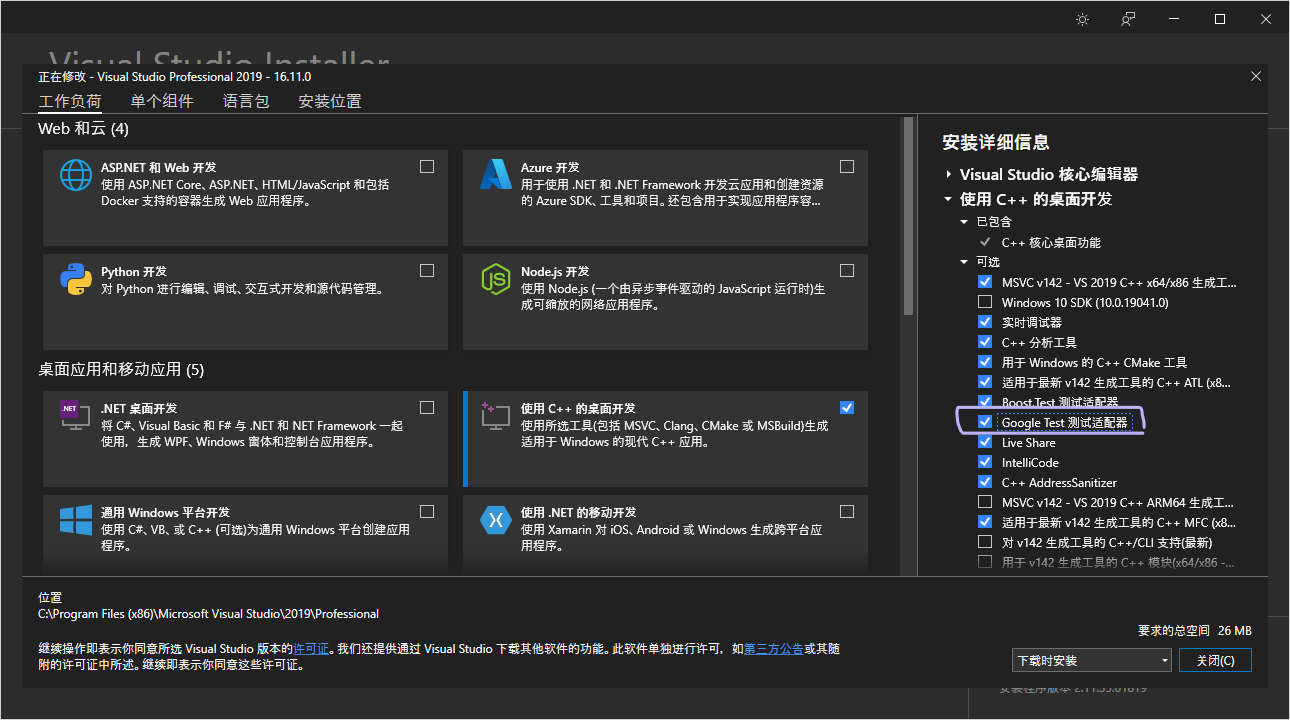 Visual Studio Installer
正在修改 - Visual Studio Professional 2019 - 16.11.0
工作负荷 单个组件 语言包 安装位置
Web 和云 (4)
ASP.NET 和 Web 开发
使用 ASP.NET Core、ASP.NET、HTML/JavaScript 和包括
Docker 支持的容器生成 Web 应用程序。
Azure 开发
用于使用 .NET 和 .NET Framework 开发云应用和创建资源
的 Azure SDK、工具和项目。还包含用于实现应用程序容...
Python 开发
对 Python 进行编辑、调试、交互式开发和源代码管理。
Node.js 开发
使用 Node.js (一个由异步事件驱动的 JavaScript 运行时)生
成可缩放的网络应用程序。
桌面应用和移动应用 (5)
.NET
.NET 桌面开发
将 C#、Visual Basic 和 F# 与 .NET 和 .NET Framework 一起
使用，生成 WPF、Windows 窗体和控制台应用程序。
使用 C++ 的桌面开发
使用所选工具(包括 MSVC、Clang、CMake 或 MSBuild)生成
适用于 Windows 的现代 C++ 应用。
通用 Windows 平台开发
使用 C#、VB、或 C++ (可选)为通用 Windows 平台创建应用
程序。
使用 .NET 的移动开发
使用 Xamarin 对 iOS、Android 或 Windows 生成跨平台应
用程序。
安装详细信息
Visual Studio 核心编辑器
使用 C++ 的桌面开发
已包含
C++ 核心桌面功能
可选
MSVC v142 - VS 2019 C++ x64/x86 生成工...
Windows 10 SDK (10.0.19041.0)
实时调试器
C++ 分析工具
用于 Windows 的 C++ CMake 工具
适用于最新 v142 生成工具的 C++ ATL (x8...
Boost.Test 测试适配器
Google Test 测试适配器
Live Share
IntelliCode
C++ AddressSanitizer
MSVC v142 - VS 2019 C++ ARM64 生成工...
适用于最新 v142 生成工具的 C++ MFC (x8...
对 v142 生成工具的 C++/CLI 支持(最新)
用于 v142 生成工具的 C++ 模块(x64/x86 -...
位置
C:\Program Files (x86)\Microsoft Visual Studio\2019\Professional
继续操作即表示你同意所选 Visual Studio 版本的许可证。我们还提供通过 Visual Studio 下载其他软件的功能。此软件单独进行许可，如第三方公告或其随
附的许可证中所述。继续即表示你同意这些许可证。
要求的总空间 26 MB
下载时安装
关闭(C)
安装程序版本 2.11.35.61819